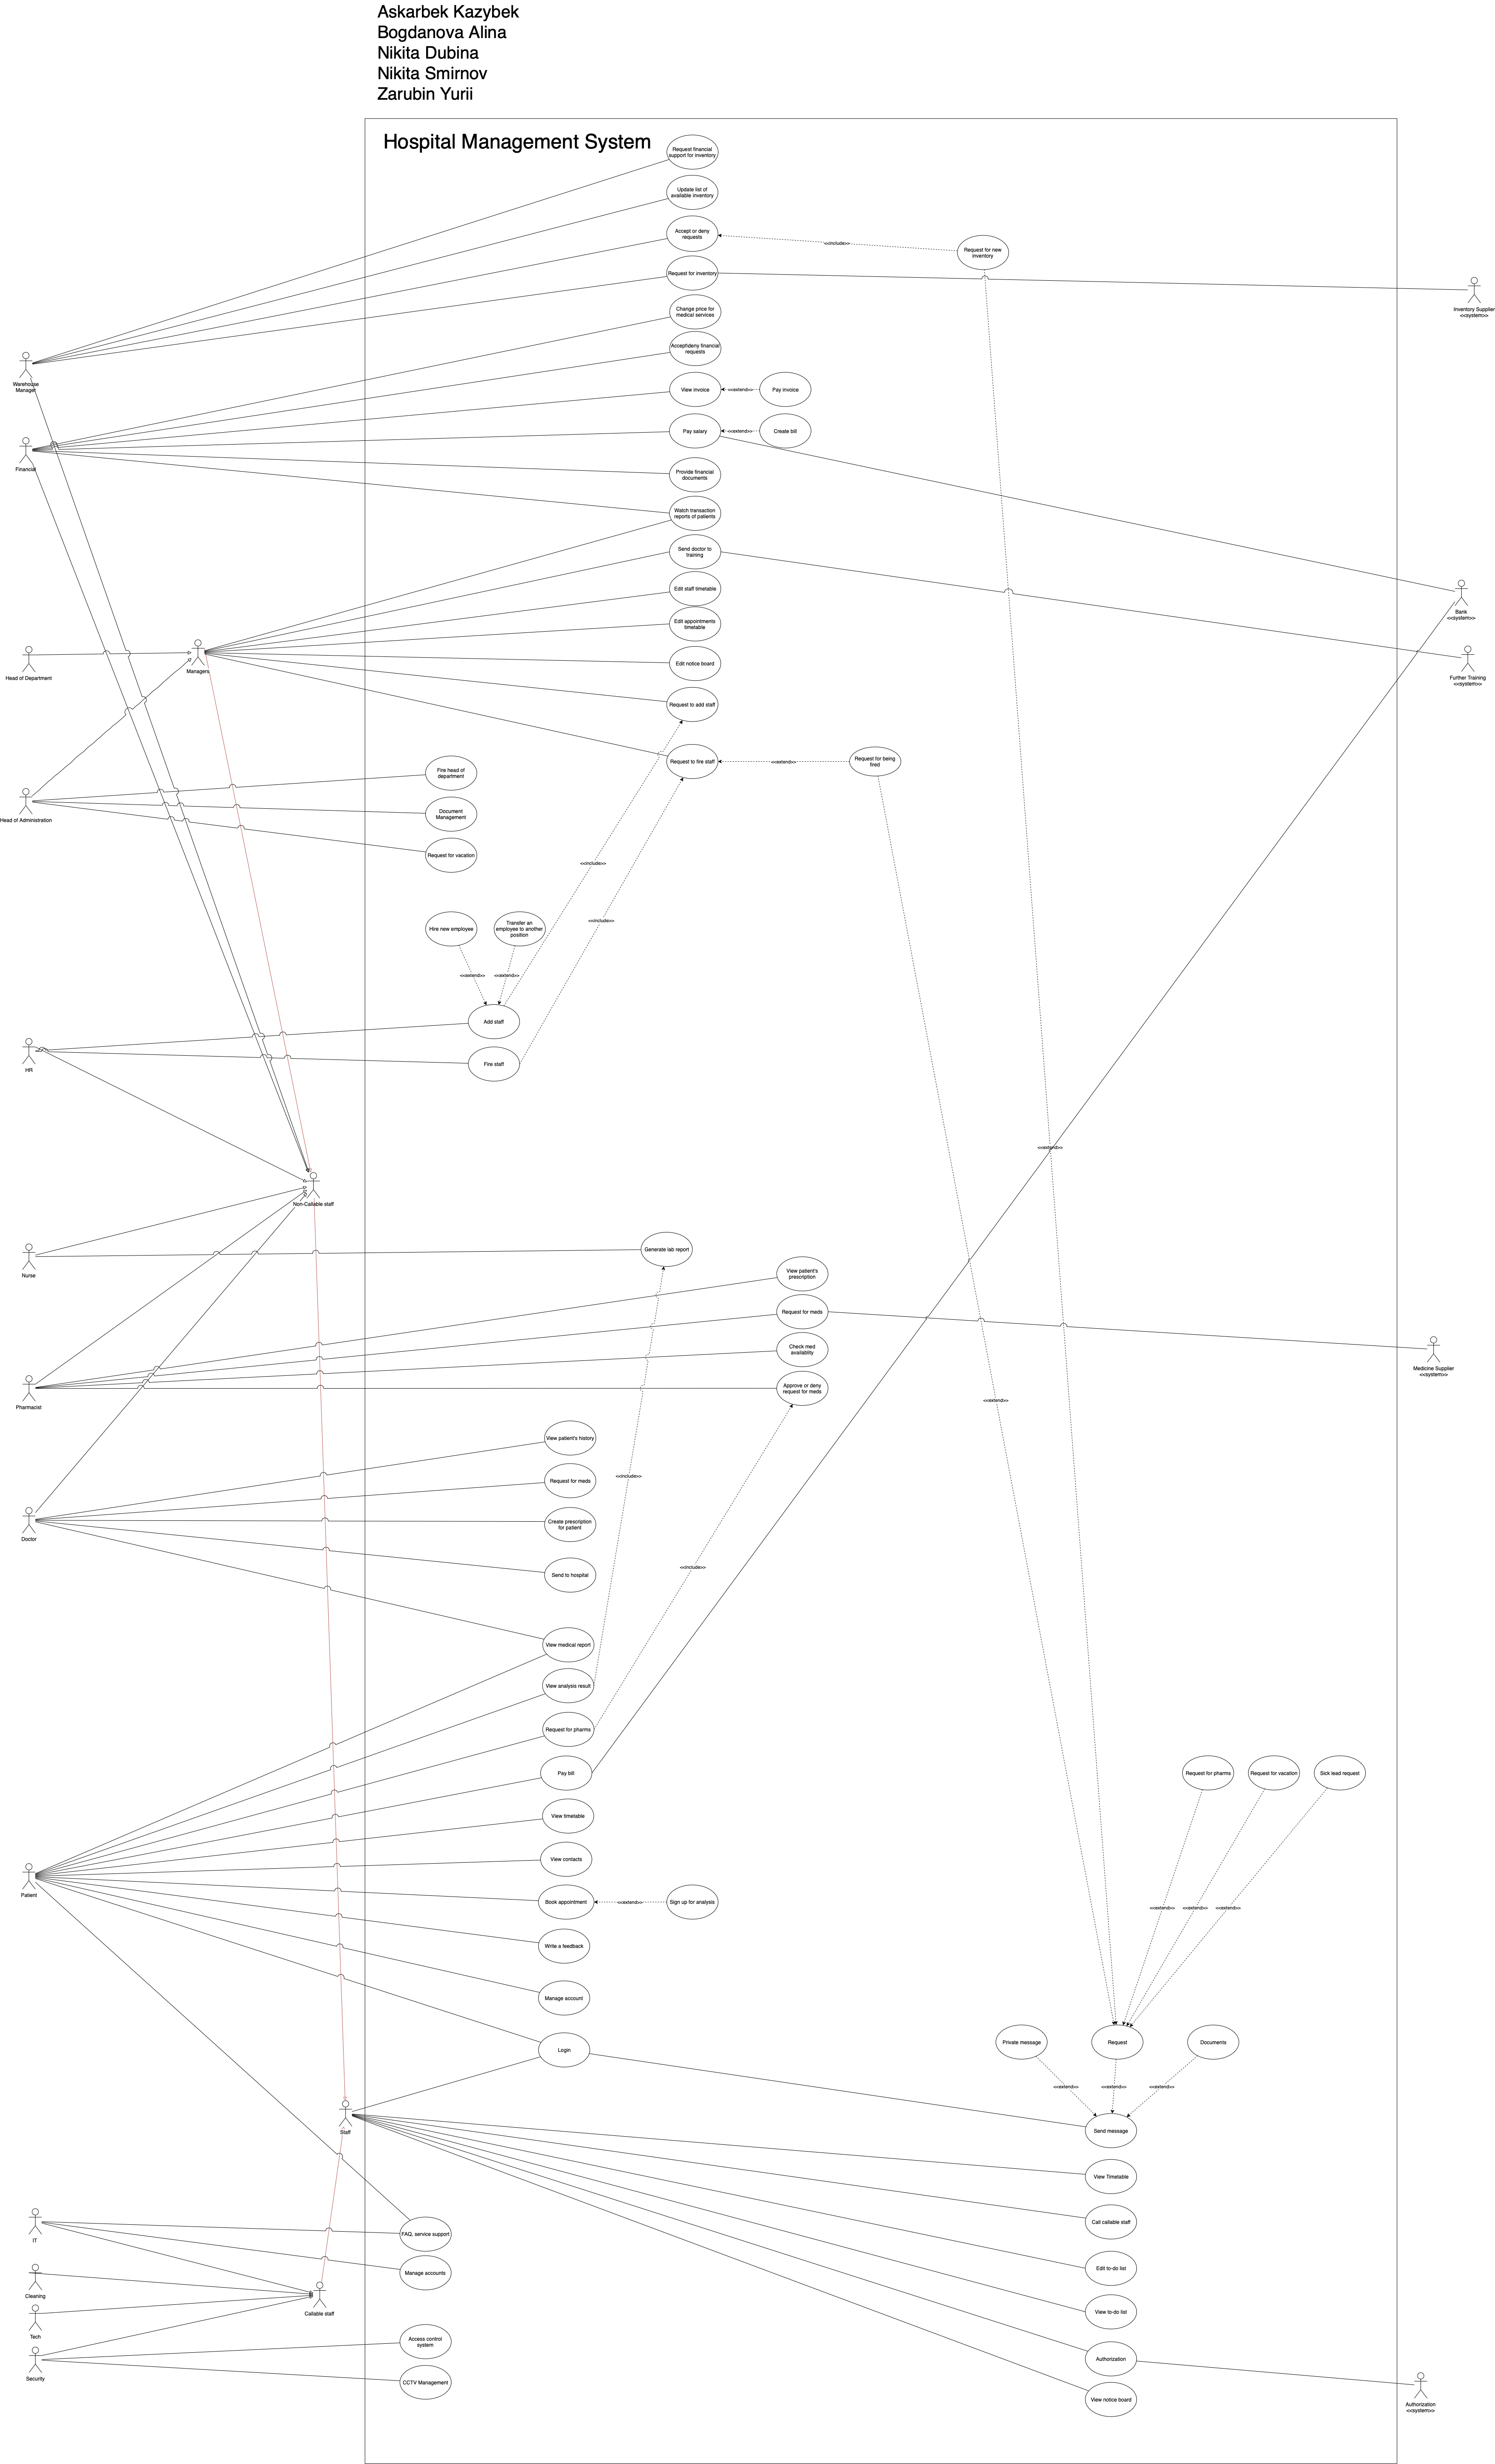 Askarbek Kazybek
Bogdanova Alina
Nikita Dubina
Nikita Smirnov
Zarubin Yurii
Hospital Management System
Request financial
support for inventory
Update list of
available inventory
Accept or deny
requests
<<include>>
Request for new
inventory
Request for inventory
Inventory Supplier
<<system>>
Change price for
medical services
Accept\deny financial
requests
Warehouse
Manager
View invoice
<<extend>>
Pay invoice
Pay salary
<<extend>>
Create bill
Financial
Provide financial
documents
Watch transaction
reports of patients
Send doctor to
training
Edit staff timetable
Bank
<<system>>
Edit appointments
timetable
Edit notice board
Managers
Head of Department
Further Training
<<system>>
Request to add staff
Request to fire staff
<<extend>>
Request for being
fired
Fire head of
department
Document
Management
Head of Administration
Request for vacation
<<include>>
<<include>>
Hire new employee
Transfer an
employee to another
position
<<extend>>
<<extend>>
Add staff
Fire staff
HR
<<extend>>
Non-Callable staff
Generate lab report
Nurse
View patient's
prescription
Request for meds
Check med
availablity
Medicine Supplier
<<system>>
Approve or deny
request for meds
Pharmacist
<<extend>>
View patient's history
<<include>>
Request for meds
Create prescription
for patient
Doctor
<<include>>
Send to hospital
View medical report
View analysis result
Request for pharms
Pay bill
Request for pharms
Request for vacation
Sick lead request
View timetable
View contacts
Patient
Book appointment
<<extend>>
Sign up for analysis
<<extend>>
<<extend>>
<<extend>>
Write a feedback
Manage account
Login
Private message
Request
Documents
<<extend>>
<<extend>>
<<extend>>
Send message
Staff
View Timetable
Call callable staff
FAQ, service support
IT
Edit to-do list
Manage accounts
Cleaning
Callable staff
View to-do list
Tech
Access control
system
Authorization
Security
CCTV Management
View notice board
Authorization
<<system>>